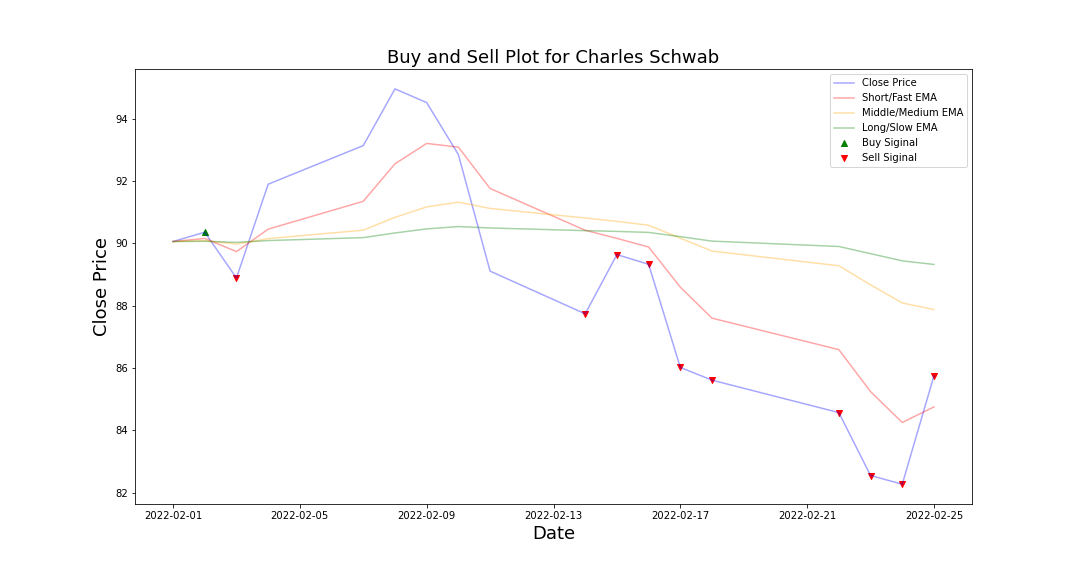 Buy and Sell Plot for Charles Schwab
Close Price
Short/Fast EMA
Middle/Medium EMA
Long/Slow EMA
Buy Siginal
Sell Siginal
94
92
90
88
86
84
82
Close Price
2022-02-01
2022-02-05
2022-02-09
2022-02-13
2022-02-17
2022-02-21
2022-02-25
Date